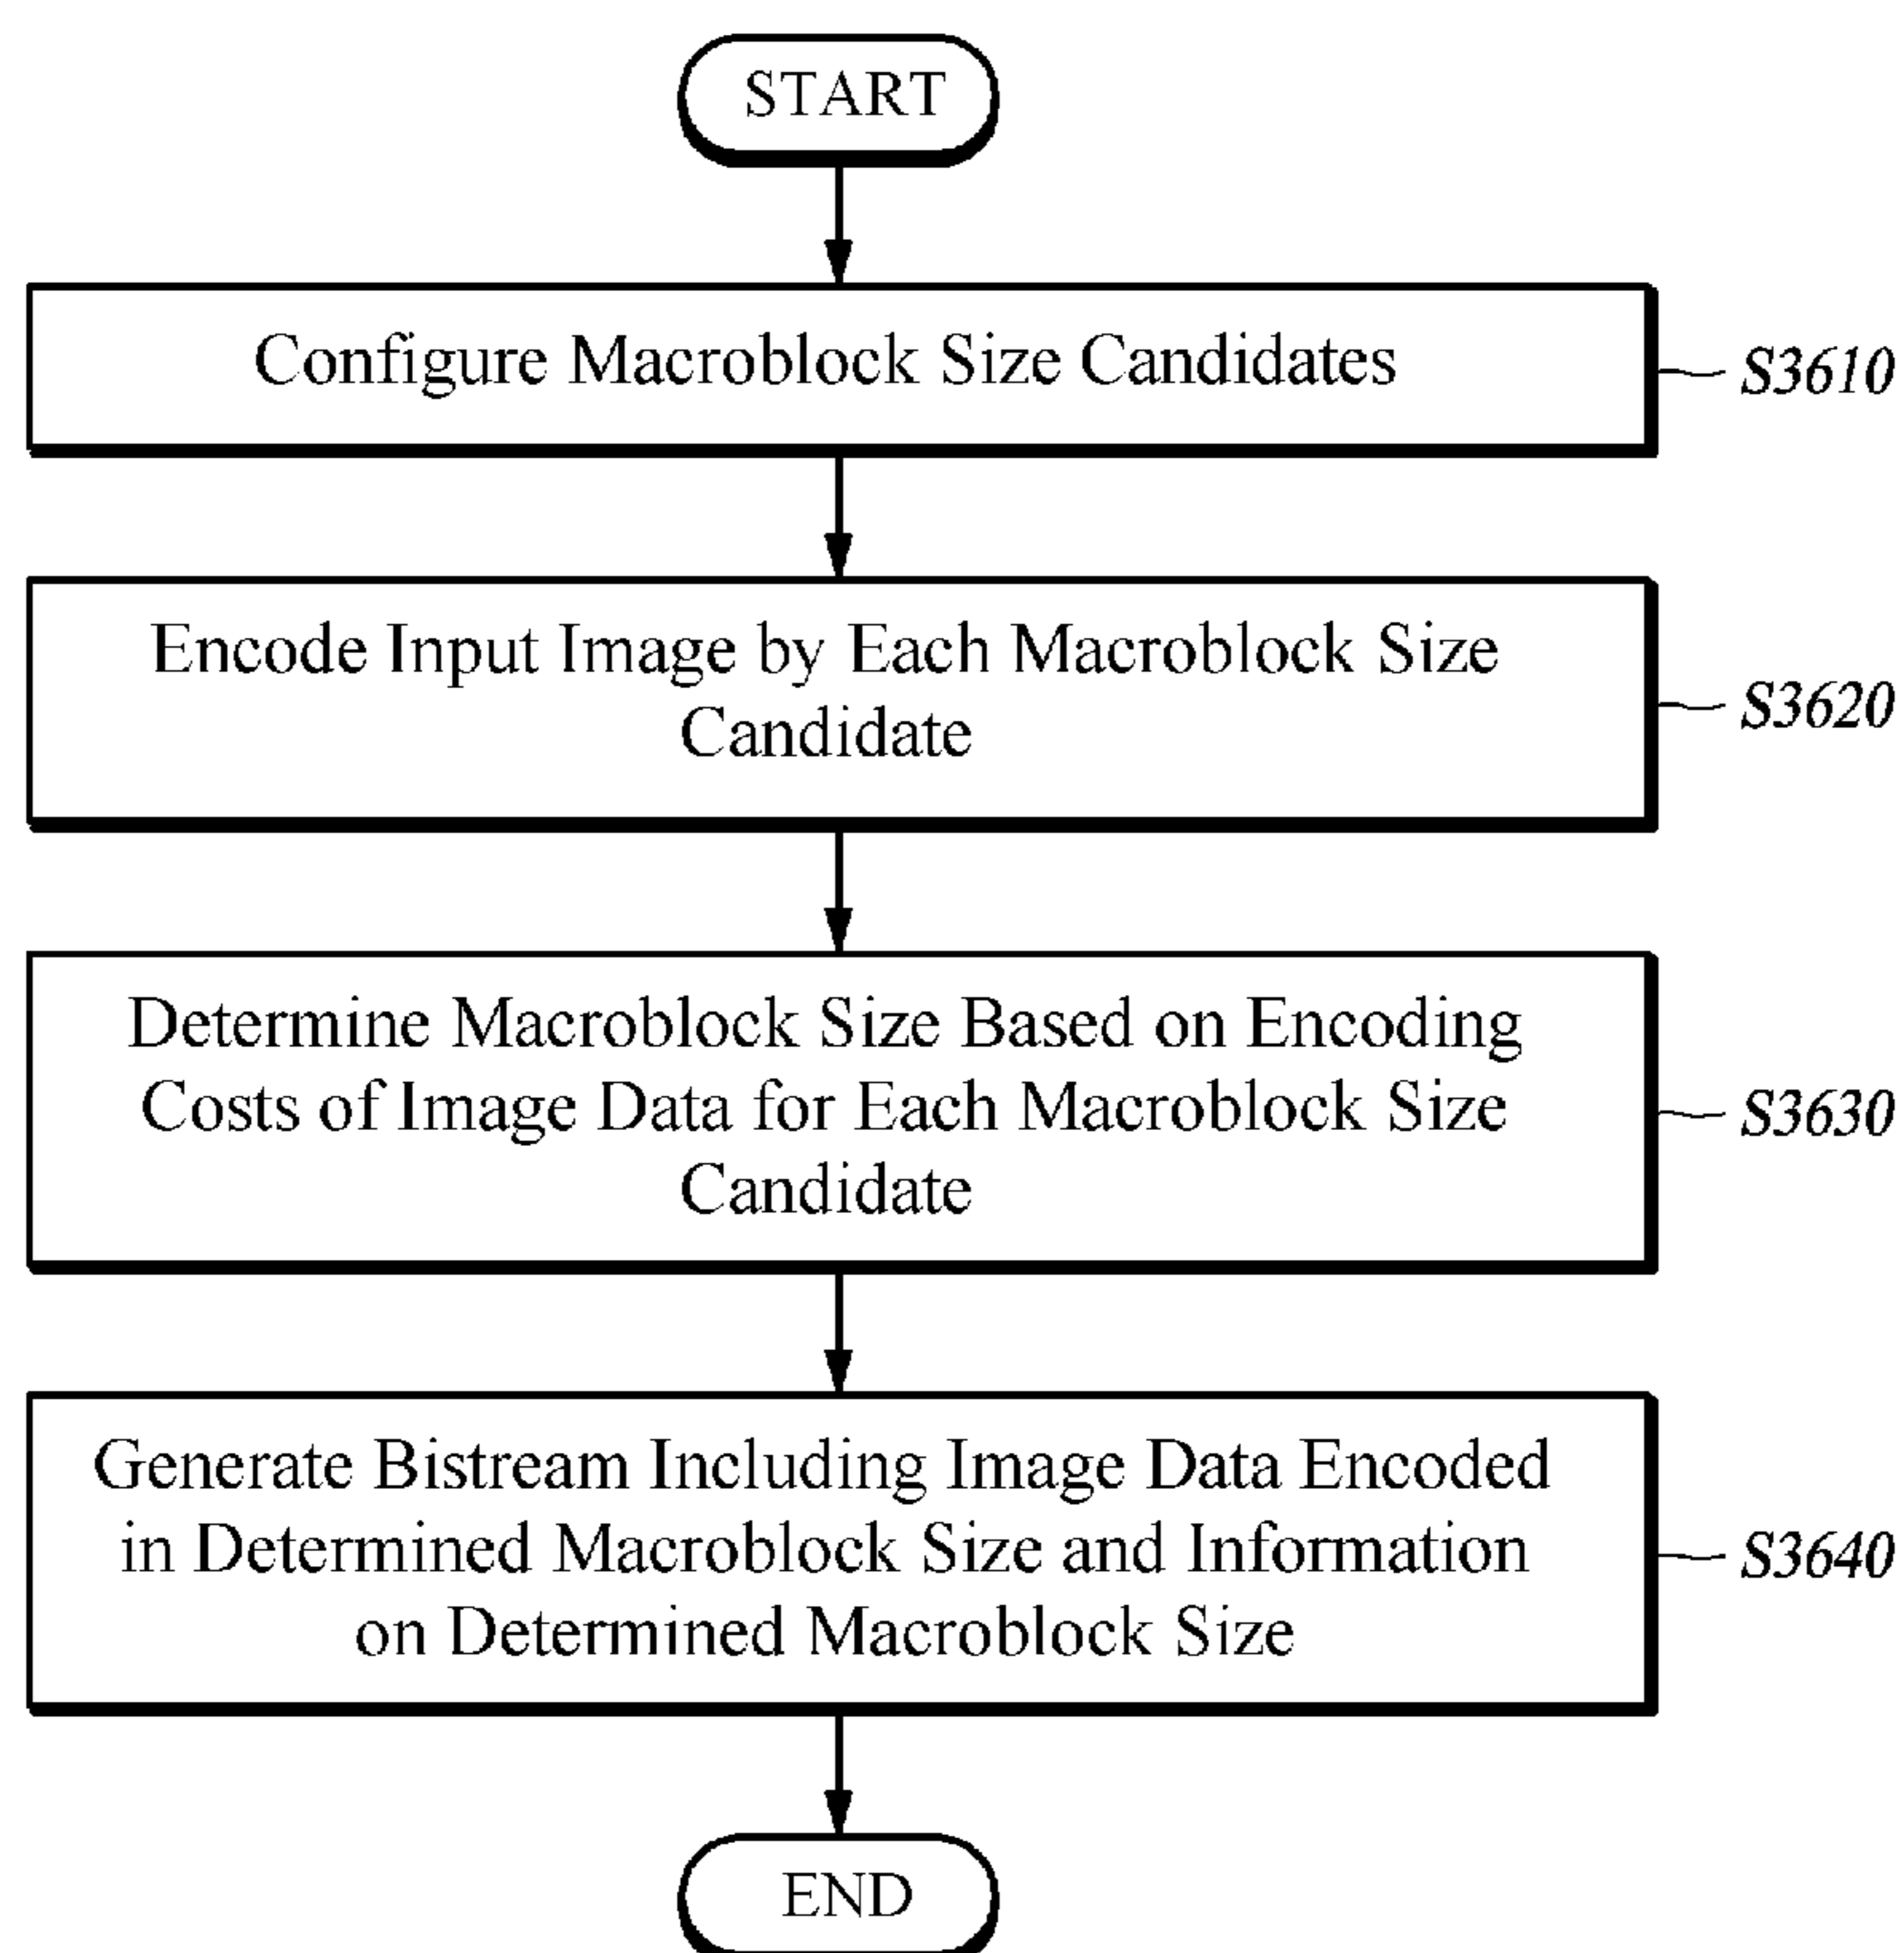 START
Configure Macroblock Size Candidates
S3610
Encode Input Image by Each Macroblock Size
Candidate
S3620
Determine Macroblock Size Based on Encoding
Costs of Image Data for Each Macroblock Size
Candidate
S3630
Generate Bistream Including Image Data Encoded
in Determined Macroblock Size and Information
on Determined Macroblock Size
S3640
END